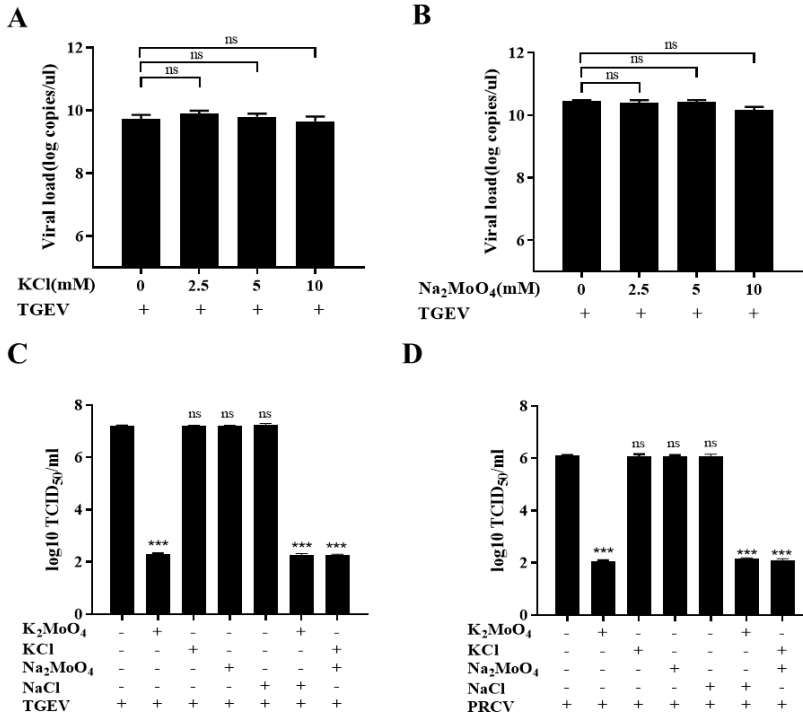 A
ns
ns
ns
12
10
8
6
Viral load(log copies/ul)
KCl(mM) 0 2.5 5 10
TGEV + + + +
B
ns
ns
ns
12
10
8
6
Viral load(log copies/ul)
Na₂MoO₄(mM) 0 2.5 5 10
TGEV + + + +
C
8
6
4
2
0
log10 TCID₅₀/ml
*** ns ns ns *** ***
K₂MoO₄ - + - - - + -
KCl - - + - - - +
Na₂MoO₄ - - - + - - +
NaCl - - - - + + -
TGEV + + + + + + +
D
8
6
4
2
0
log10 TCID₅₀/ml
*** ns ns ns *** ***
K₂MoO₄ - + - - - + -
KCl - - + - - - +
Na₂MoO₄ - - - + - - +
NaCl - - - - + + -
PRCV + + + + + + +